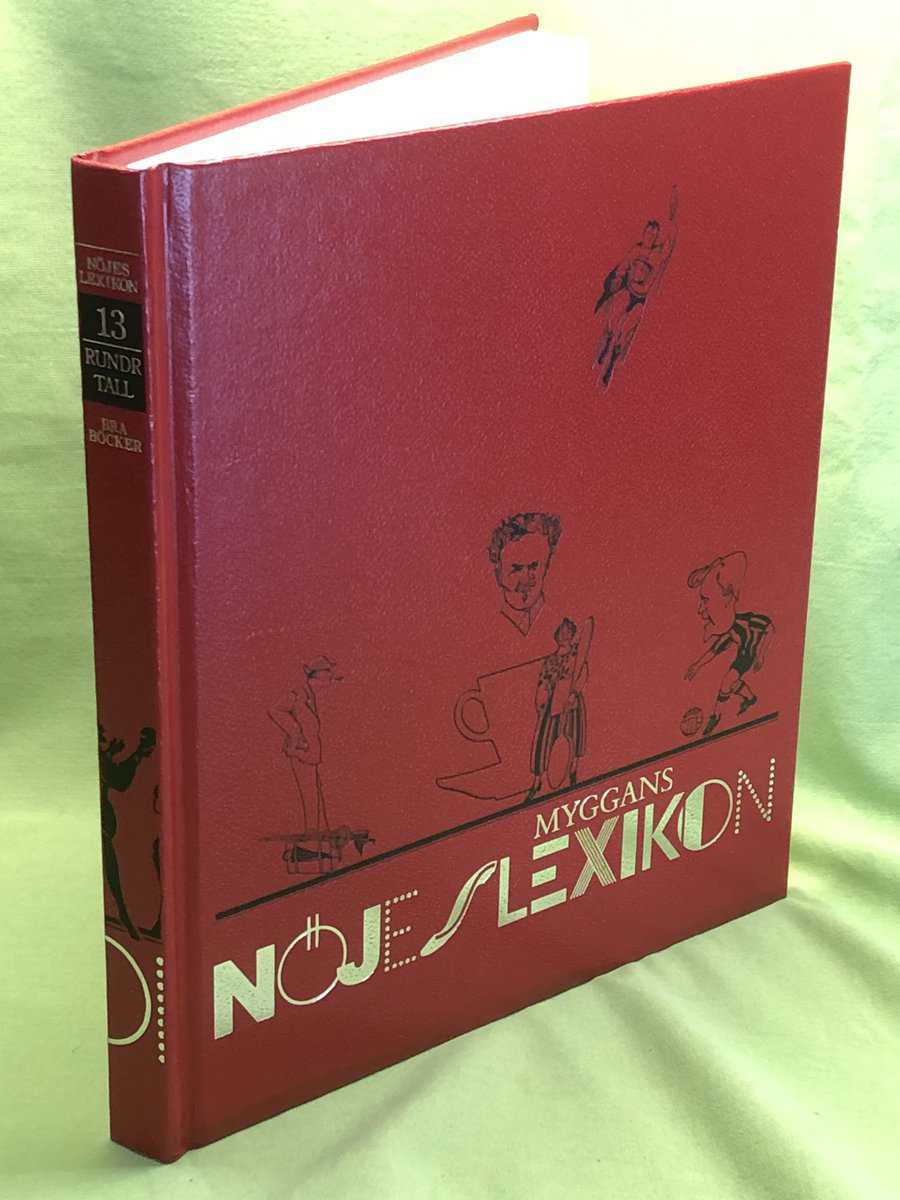 NÖJES
LEXIKON
13
RUNDR
TALL
BRA
BÖCKER
MYGGANS
NÖJESLEXIKON